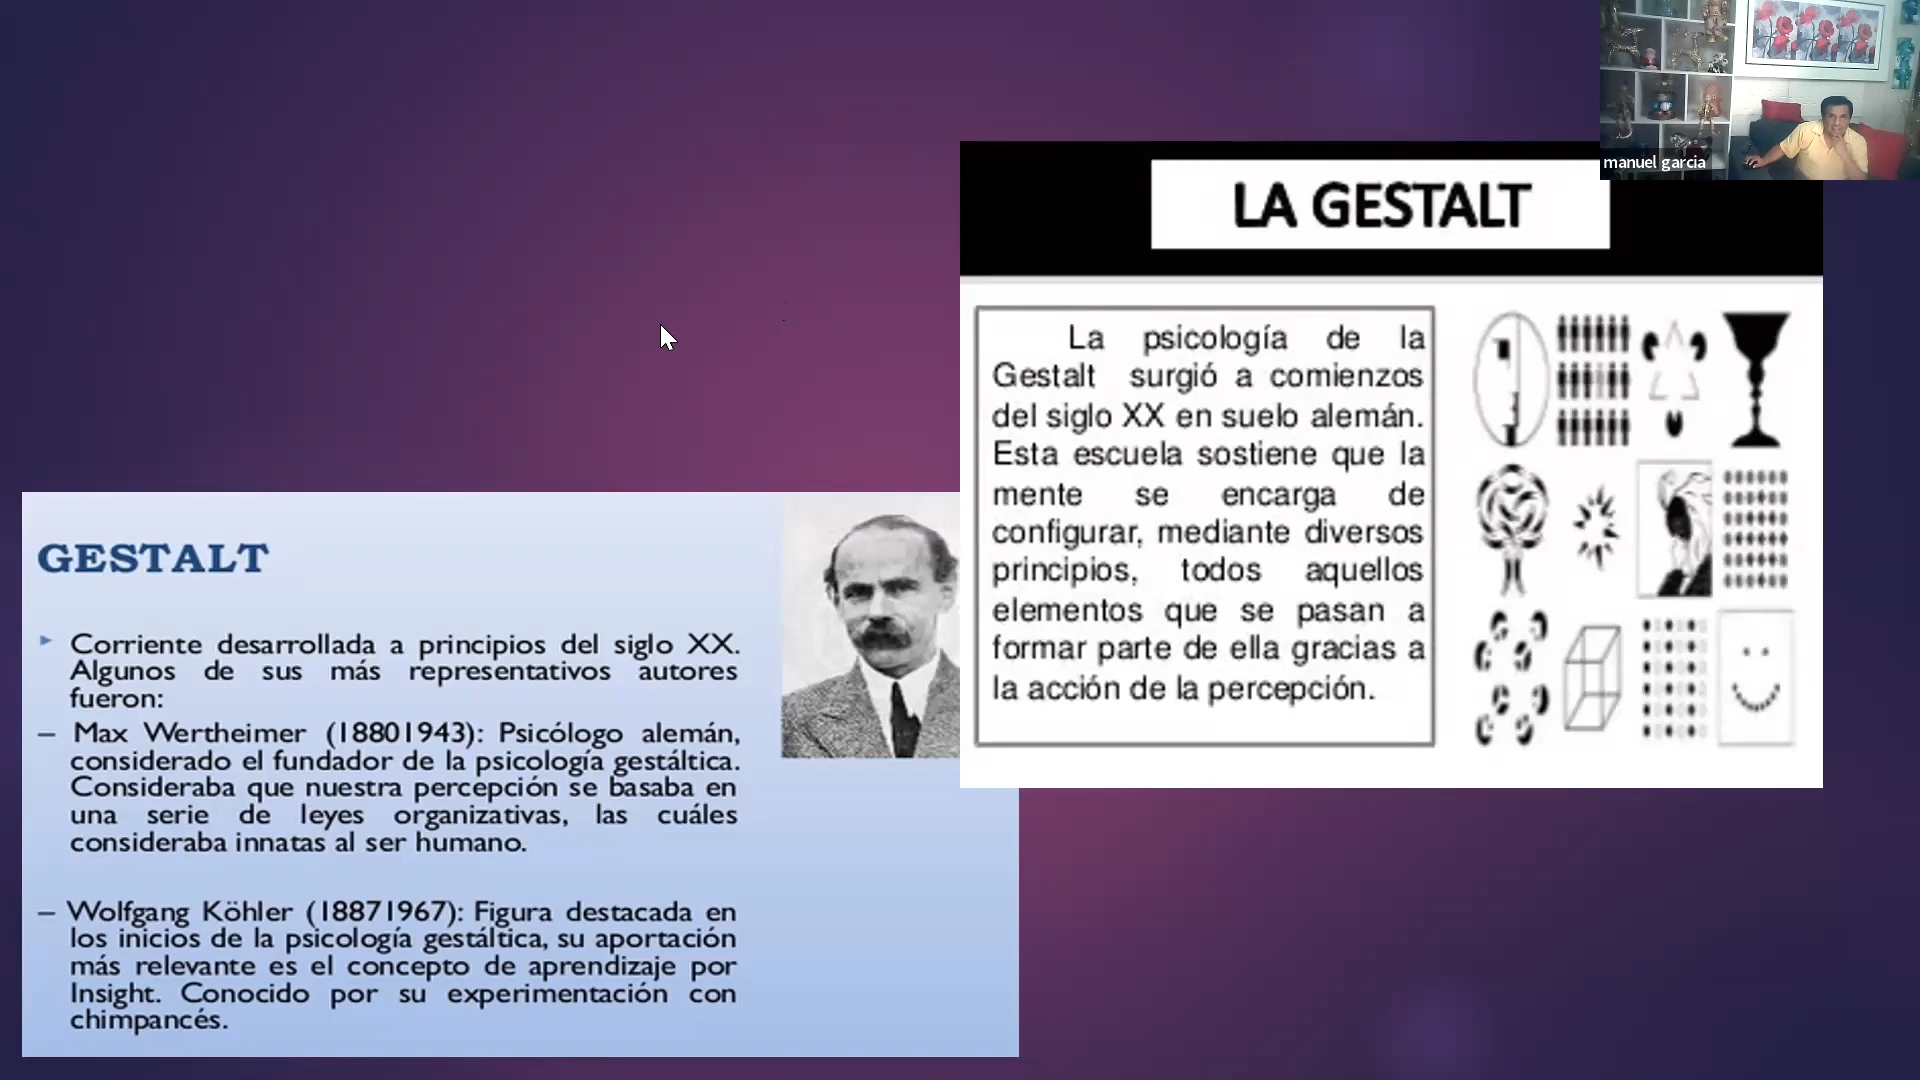 manuel garcia
LA GESTALT
La psicología de la
Gestalt surgió a comienzos
del siglo XX en suelo alemán.
Esta escuela sostiene que la
mente se encarga de
configurar, mediante diversos
principios, todos aquellos
elementos que se pasan a
formar parte de ella gracias a
la acción de la percepción.
GESTALT
Corriente desarrollada a principios del siglo XX.
Algunos de sus más representativos autores
fueron:
– Max Wertheimer (18801943): Psicólogo alemán,
considerado el fundador de la psicología gestáltica.
Consideraba que nuestra percepción se basaba en
una serie de leyes organizativas, las cuáles
consideraba innatas al ser humano.
– Wolfgang Köhler (18871967): Figura destacada en
los inicios de la psicología gestáltica, su aportación
más relevante es el concepto de aprendizaje por
Insight. Conocido por su experimentación con
chimpancés.